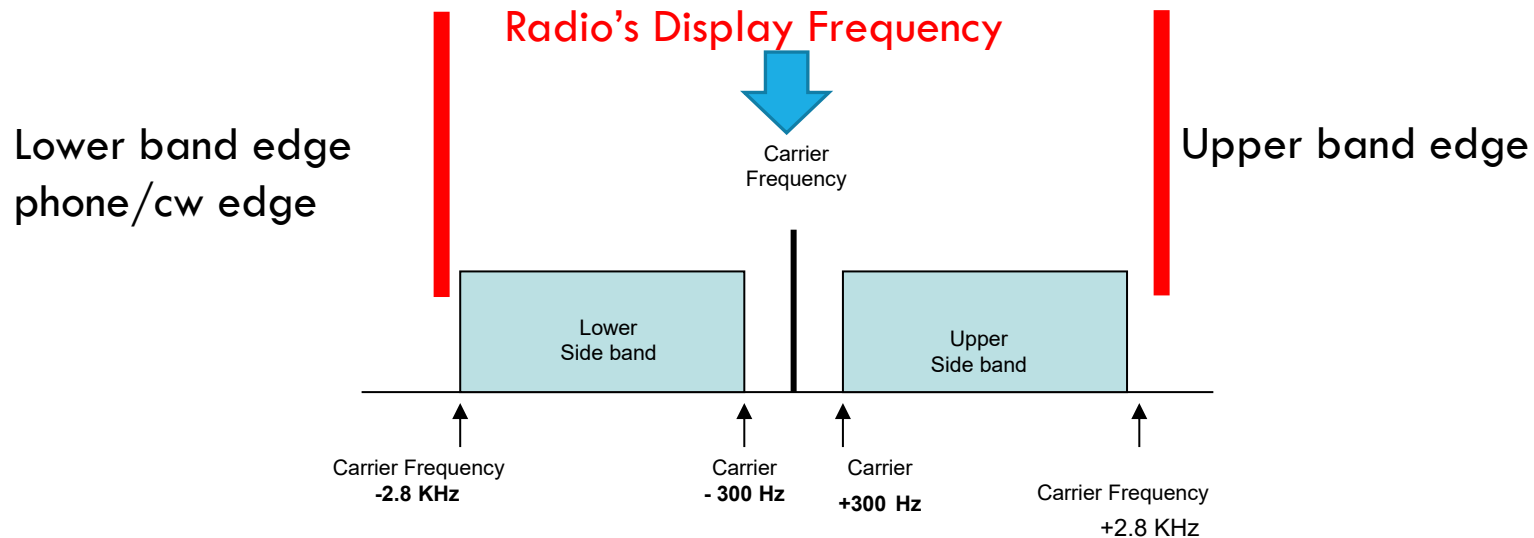 Radio's Display Frequency
Lower band edge
phone/cw edge
Upper band edge
Carrier
Frequency
Lower
Side band
Upper
Side band
Carrier Frequency
-2.8 KHz
Carrier
- 300 Hz
Carrier
+300 Hz
Carrier Frequency
+2.8 KHz